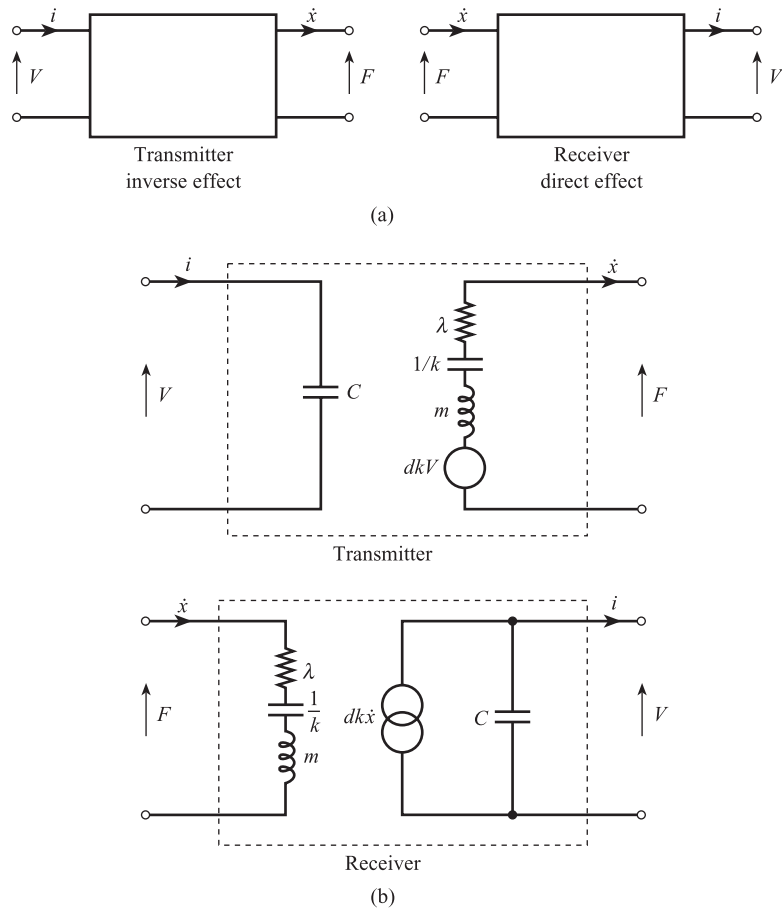 i ẋ ẋ i
V F F V
Transmitter Receiver
inverse effect direct effect
(a)
i ẋ
λ
1/k
V C m F
dkV
Transmitter
ẋ i
λ
F 1/k dkẋ C V
m
Receiver
(b)